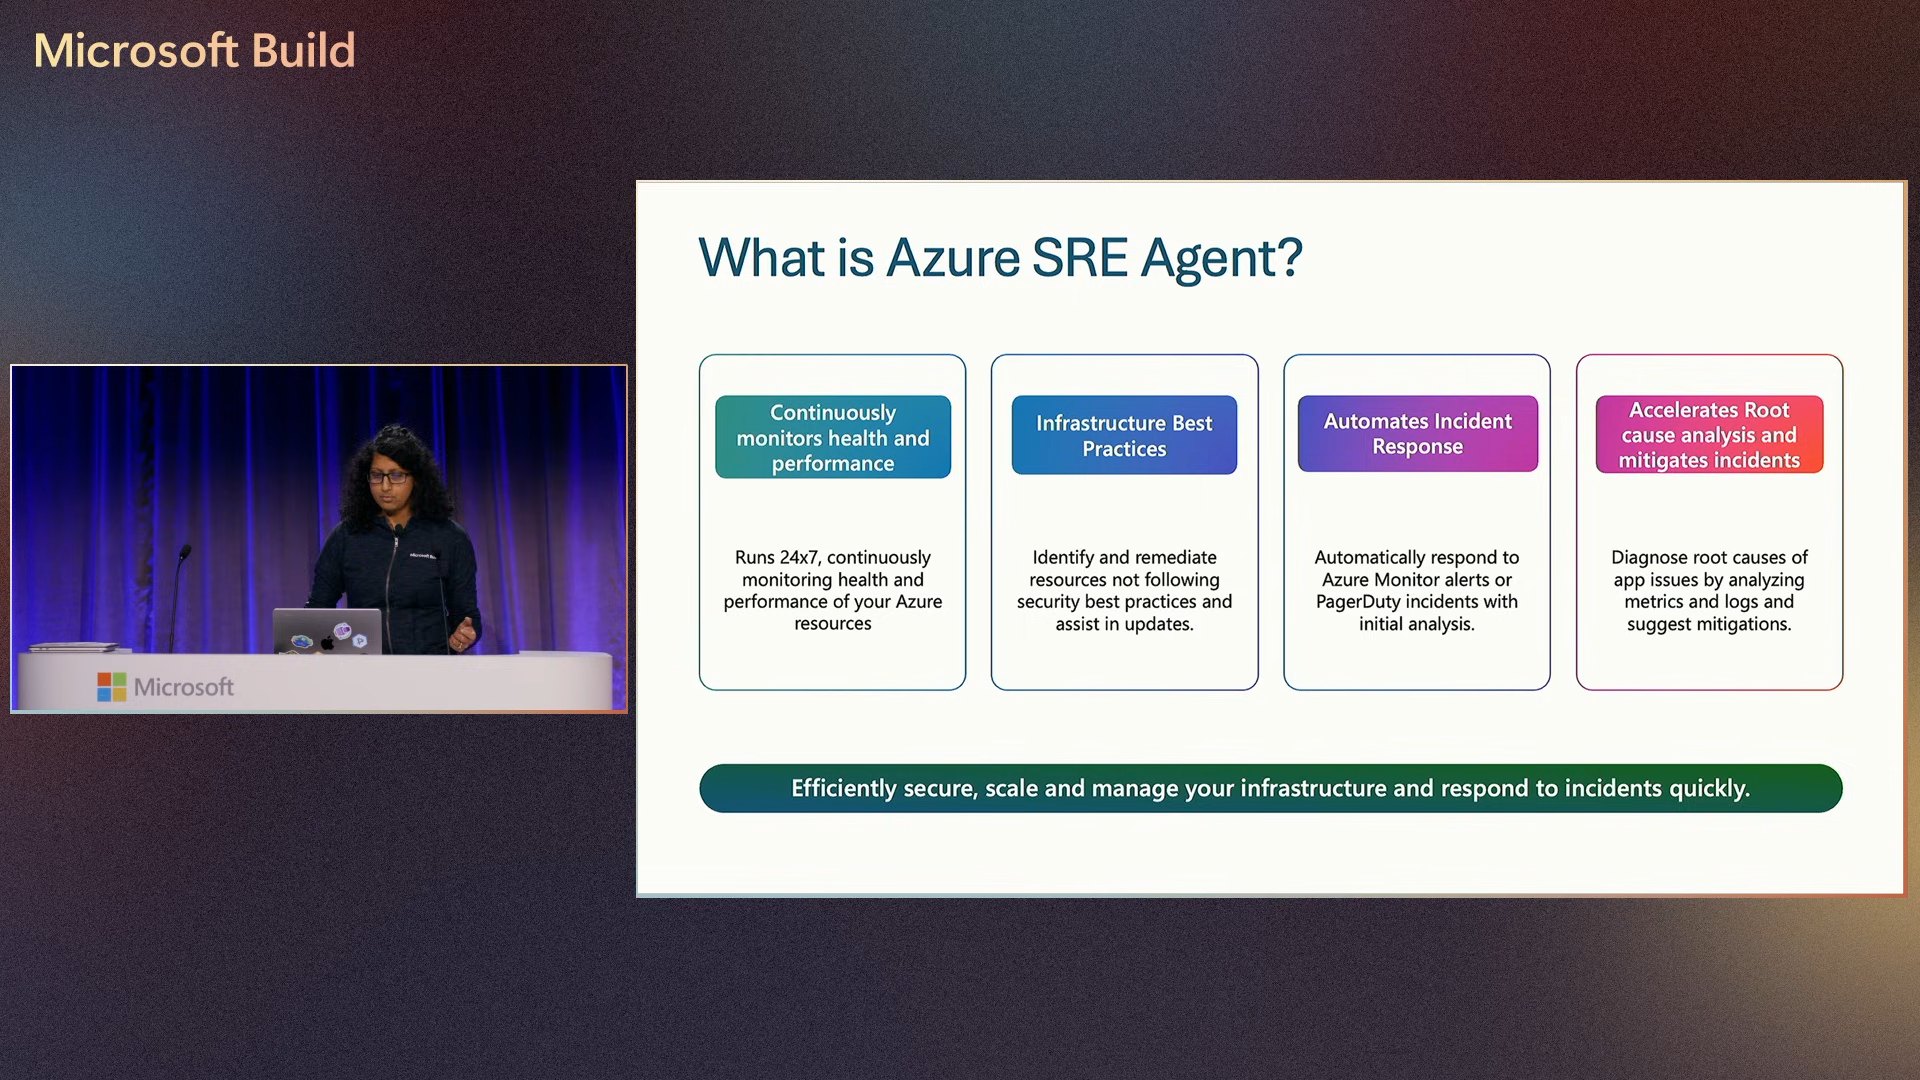 Microsoft Build
What is Azure SRE Agent?
Continuously
monitors health and
performance
Runs 24x7, continuously
monitoring health and
performance of your Azure
resources
Infrastructure Best
Practices
Identify and remediate
resources not following
security best practices and
assist in updates.
Automates Incident
Response
Automatically respond to
Azure Monitor alerts or
PagerDuty incidents with
initial analysis.
Accelerates Root
cause analysis and
mitigates incidents
Diagnose root causes of
app issues by analyzing
metrics and logs and
suggest mitigations.
Efficiently secure, scale and manage your infrastructure and respond to incidents quickly.
Microsoft